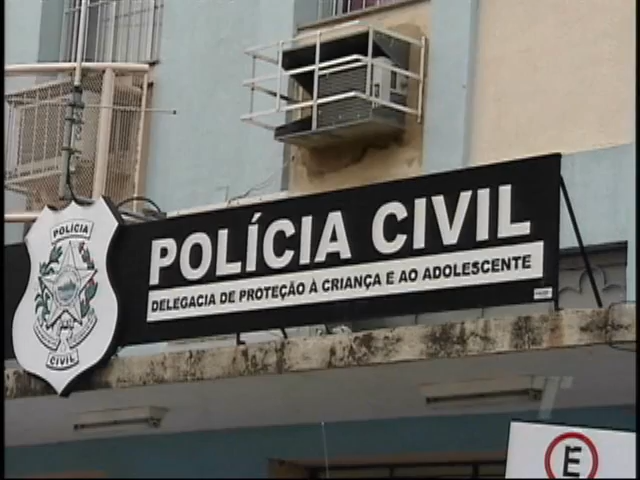 POLÍCIA CIVIL
DELEGACIA DE PROTEÇÃO À CRIANÇA E AO ADOLESCENTE
POLÍCIA
CIVIL
E